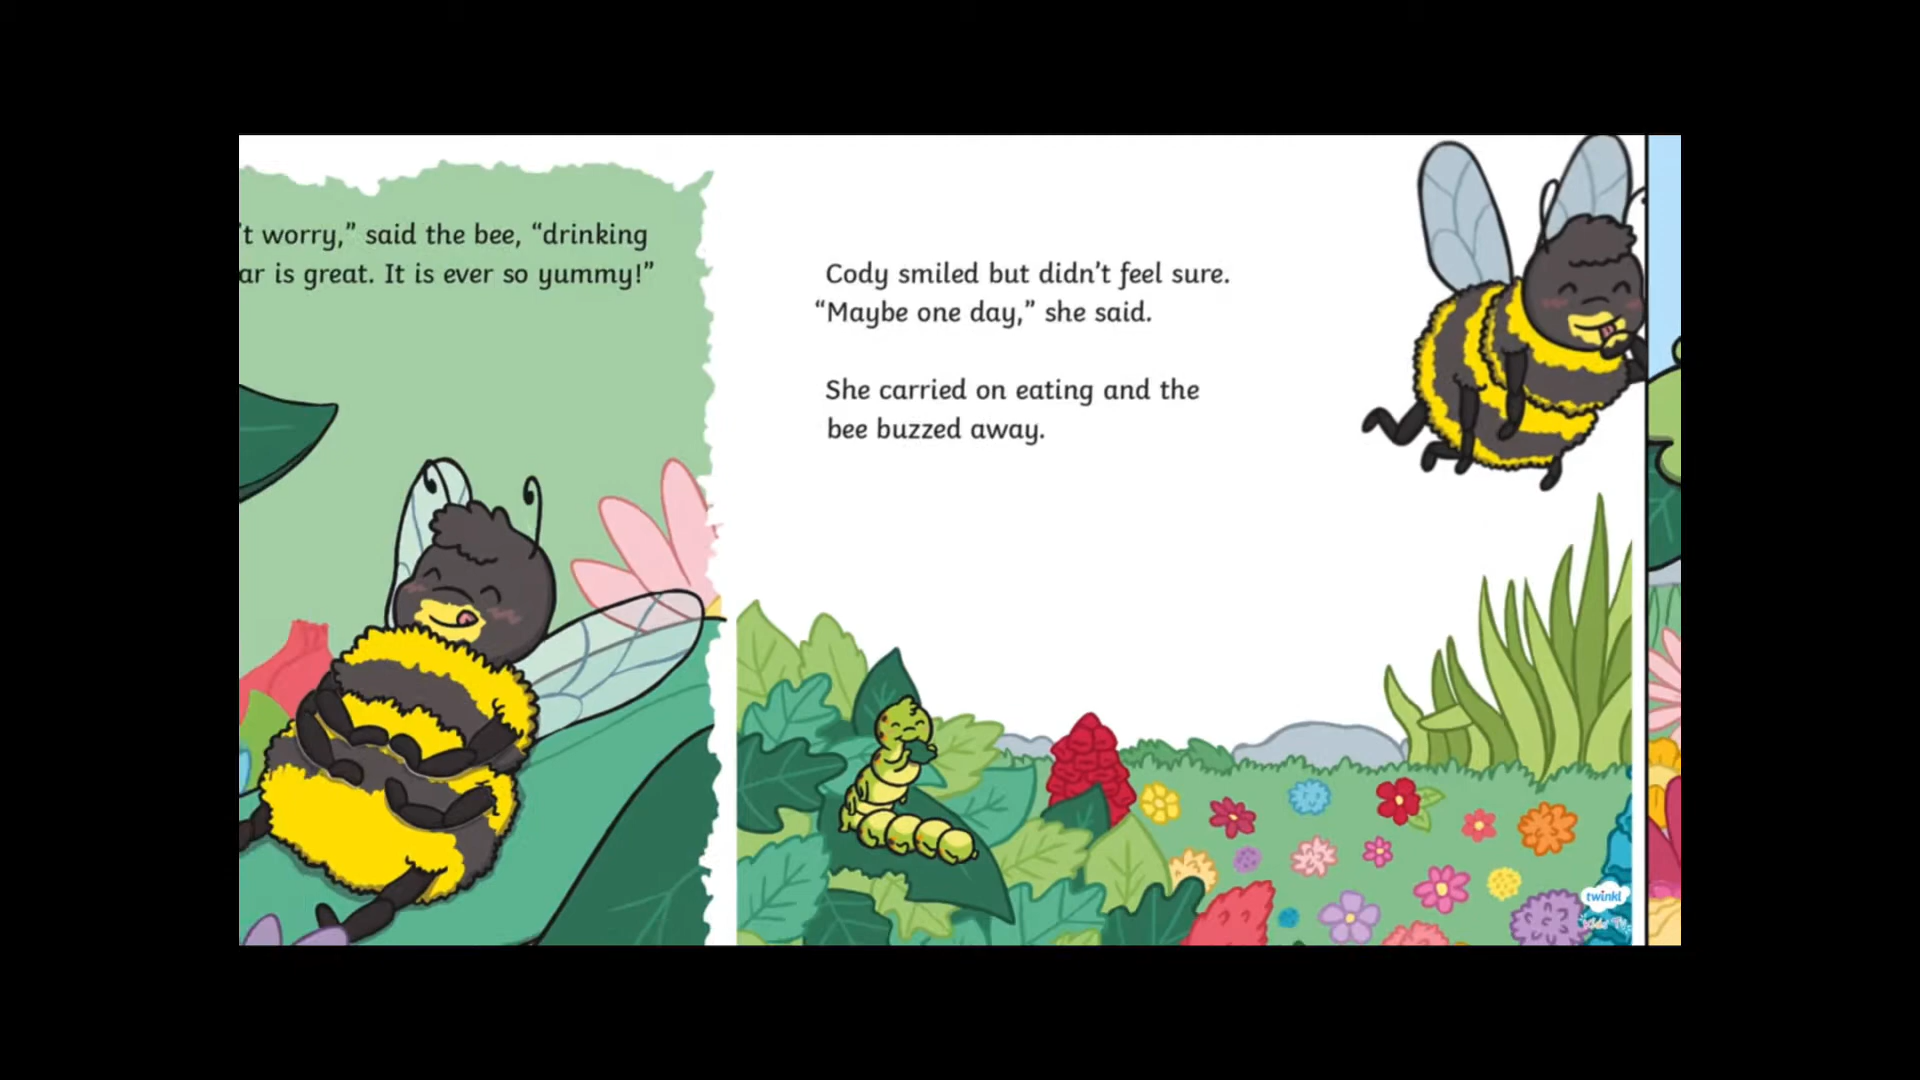 't worry,” said the bee, “drinking
ar is great. It is ever so yummy!”
Cody smiled but didn’t feel sure.
“Maybe one day,” she said.
She carried on eating and the
bee buzzed away.
twinkl